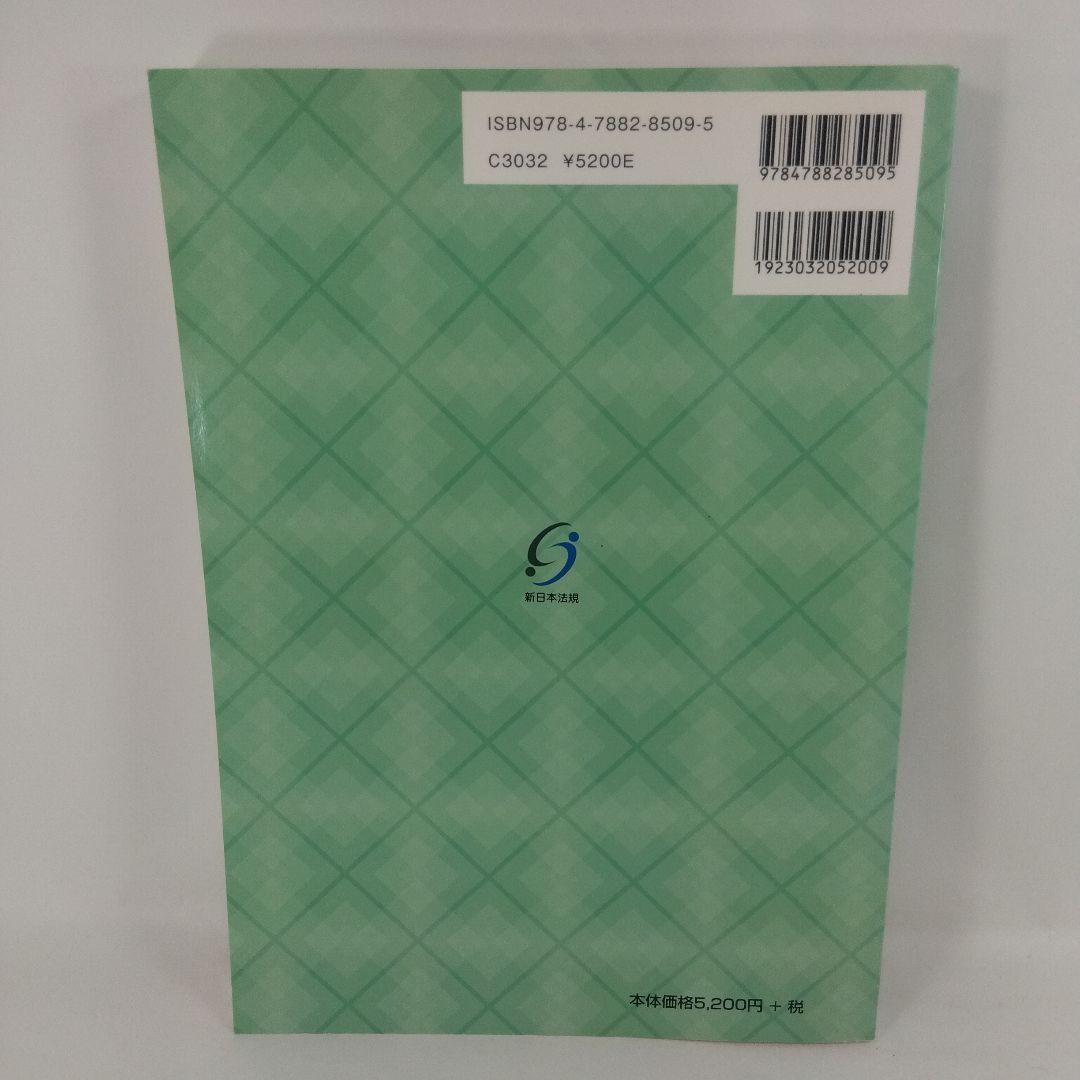 ISBN978-4-7882-8509-5
C3032 ¥5200E
9784788285095
1923032052009
新日本法規
本体価格5,200円 + 税